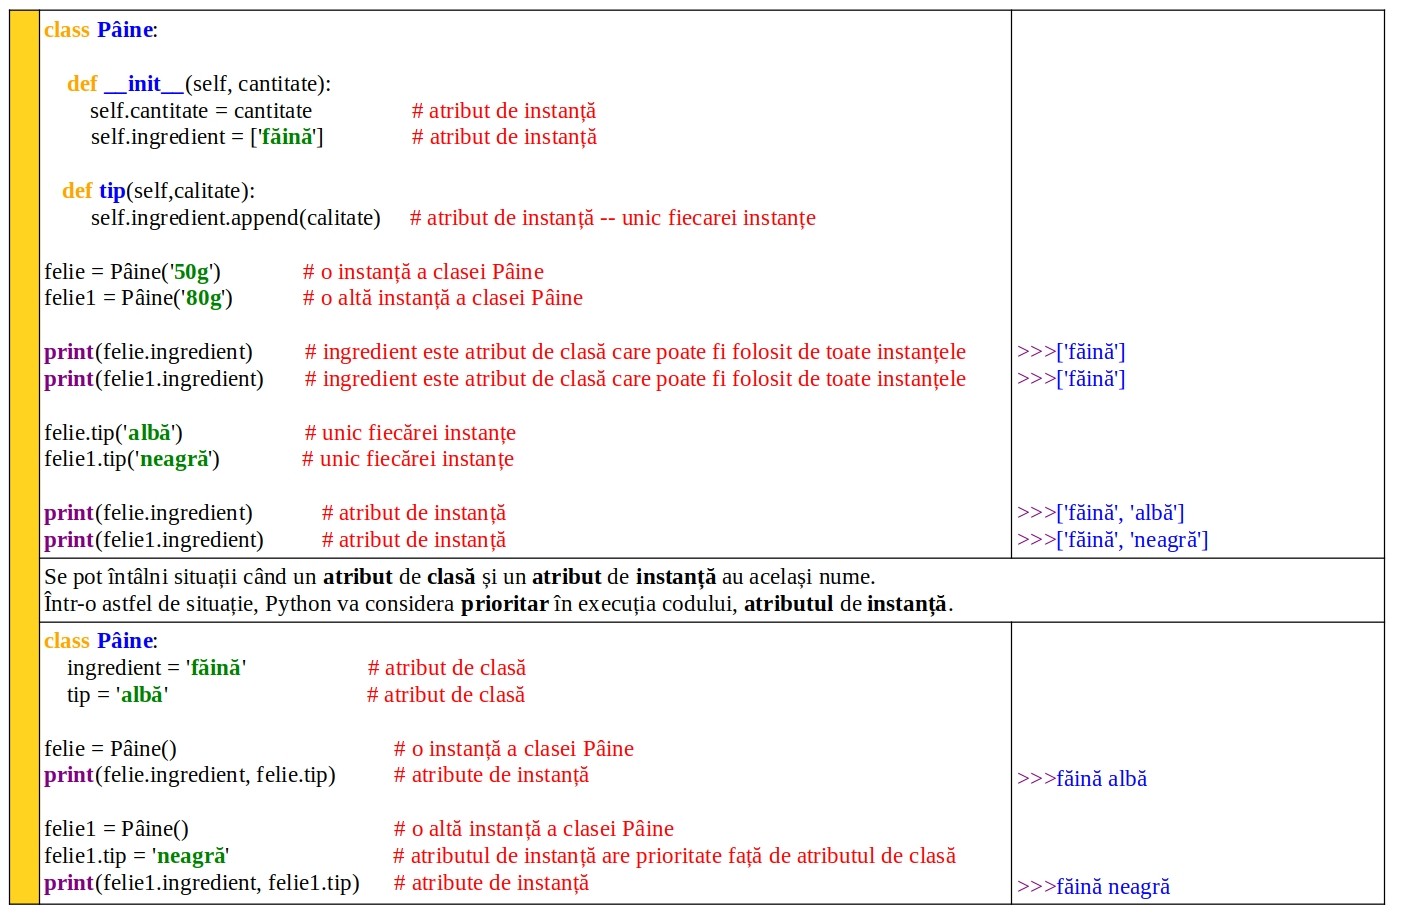 class Pâine:
def __init__(self, cantitate):
self.cantitate = cantitate # atribut de instanță
self.ingredient = ['făină'] # atribut de instanță
def tip(self,calitate):
self.ingredient.append(calitate) # atribut de instanță -- unic fiecarei instanțe
felie = Pâine('50g') # o instanță a clasei Pâine
felie1 = Pâine('80g') # o altă instanță a clasei Pâine
print(felie.ingredient) # ingredient este atribut de clasă care poate fi folosit de toate instanțele >>>['făină']
print(felie1.ingredient) # ingredient este atribut de clasă care poate fi folosit de toate instanțele >>>['făină']
felie.tip('albă') # unic fiecărei instanțe
felie1.tip('neagră') # unic fiecărei instanțe
print(felie.ingredient) # atribut de instanță >>>['făină', 'albă']
print(felie1.ingredient) # atribut de instanță >>>['făină', 'neagră']
Se pot întâlni situații când un atribut de clasă și un atribut de instanță au același nume.
Într-o astfel de situație, Python va considera prioritar în execuția codului, atributul de instanță.
class Pâine:
ingredient = 'făină' # atribut de clasă
tip = 'albă' # atribut de clasă
felie = Pâine() # o instanță a clasei Pâine
print(felie.ingredient, felie.tip) # atribute de instanță >>>făină albă
felie1 = Pâine() # o altă instanță a clasei Pâine
felie1.tip = 'neagră' # atributul de instanță are prioritate față de atributul de clasă
print(felie1.ingredient, felie1.tip) # atribute de instanță >>>făină neagră